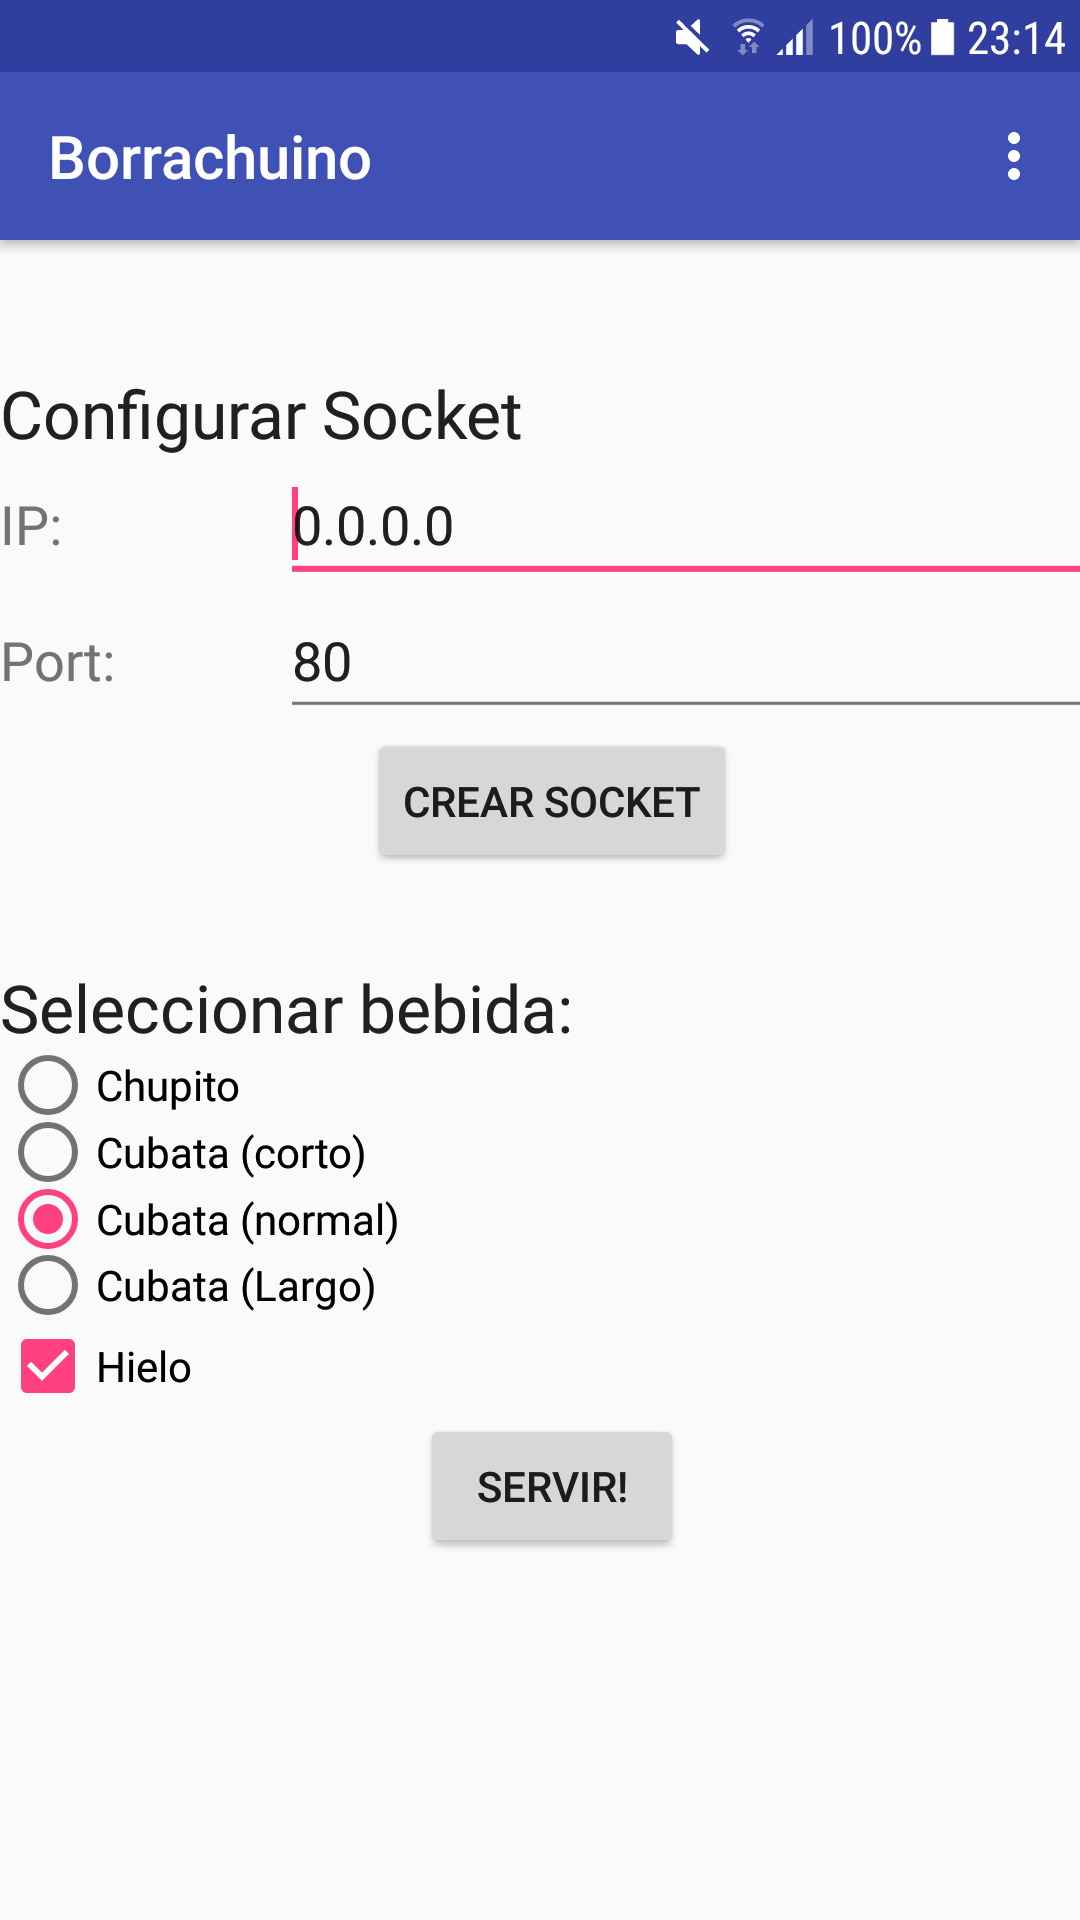 100% 23:14
Borrachuino
Configurar Socket
IP: 0.0.0.0
Port: 80
CREAR SOCKET
Seleccionar bebida:
Chupito
Cubata (corto)
Cubata (normal)
Cubata (Largo)
Hielo
SERVIR!